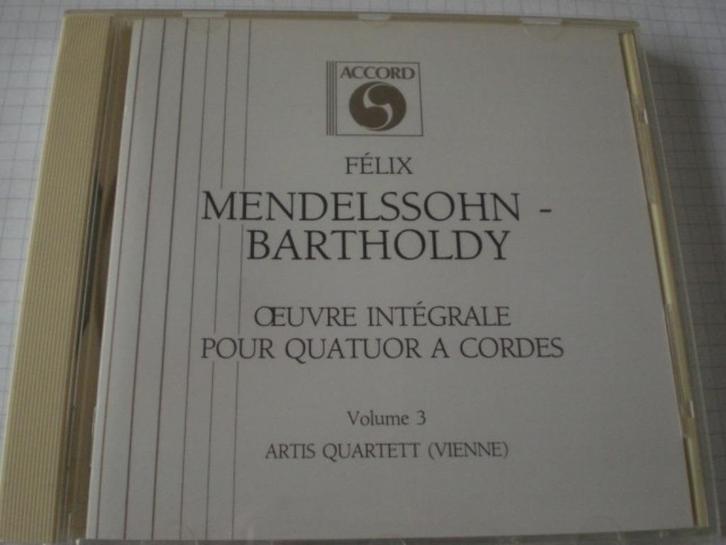 ACCORD
FÉLIX
MENDELSSOHN -
BARTHOLDY
ŒUVRE INTÉGRALE
POUR QUATUOR A CORDES
Volume 3
ARTIS QUARTETT (VIENNE)